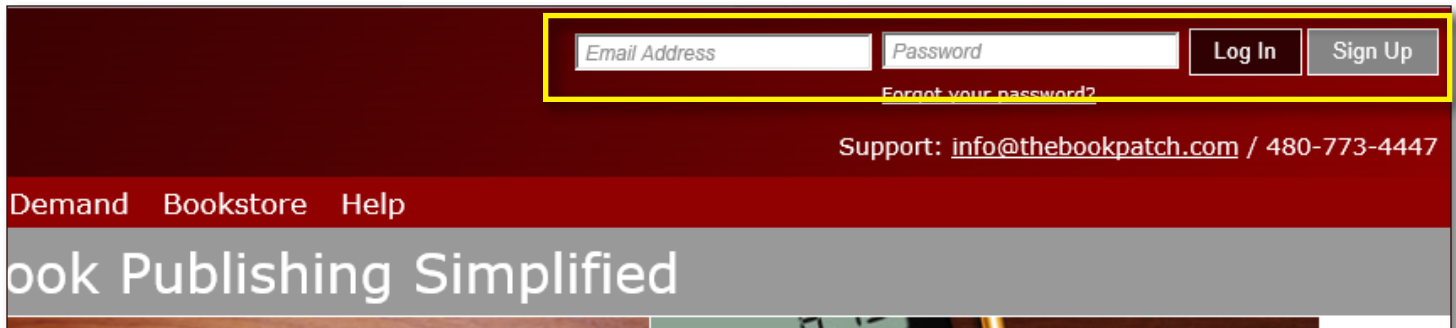 Email Address Password Log In Sign Up
Forgot your password?
Support: info@thebookpatch.com / 480-773-4447
Demand Bookstore Help
ook Publishing Simplified